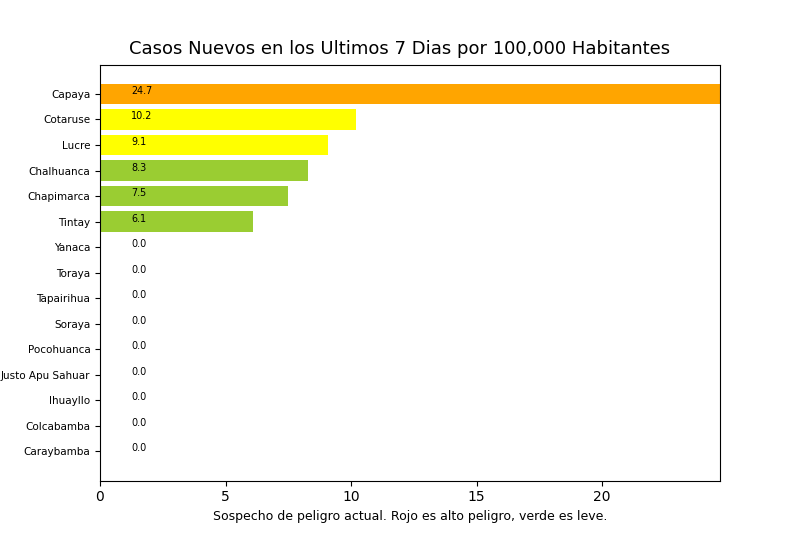 Casos Nuevos en los Ultimos 7 Dias por 100,000 Habitantes
Capaya 24.7
Cotaruse 10.2
Lucre 9.1
Chalhuanca 8.3
Chapimarca 7.5
Tintay 6.1
Yanaca 0.0
Toraya 0.0
Tapairihua 0.0
Soraya 0.0
Pocohuanca 0.0
Justo Apu Sahuar 0.0
Ihuayllo 0.0
Colcabamba 0.0
Caraybamba 0.0
0 5 10 15 20
Sospecho de peligro actual. Rojo es alto peligro, verde es leve.